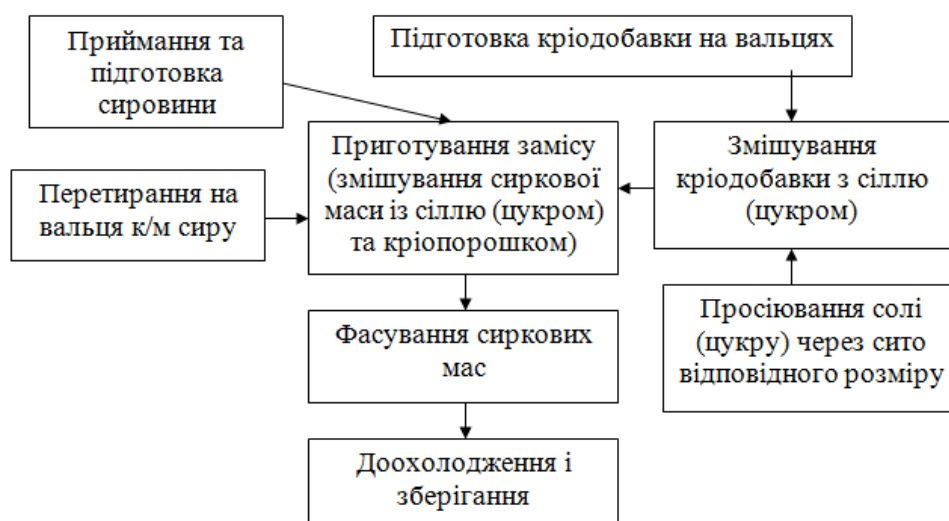 Приймання та
підготовка
сировини
Підготовка кріодобавки на вальцях
Приготування замісу
(змішування сиркової
маси із сіллю (цукром)
та кріопорошком)
Змішування
кріодобавки з сіллю
(цукром)
Перетирання на
вальця к/м сиру
Просіювання солі
(цукру) через сито
відповідного розміру
Фасування сиркових
мас
Доохолодження і
зберігання